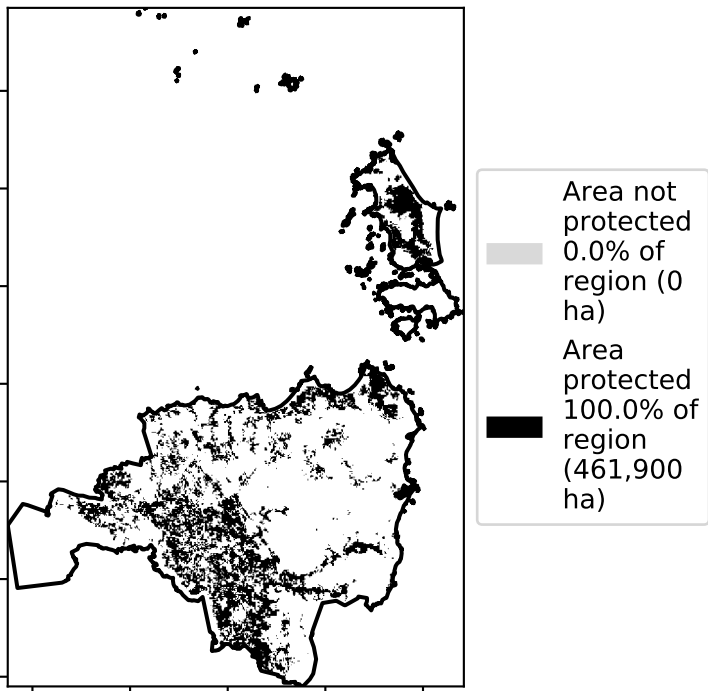 Area not
protected
0.0% of
region (0
ha)
Area
protected
100.0% of
region
(461,900
ha)